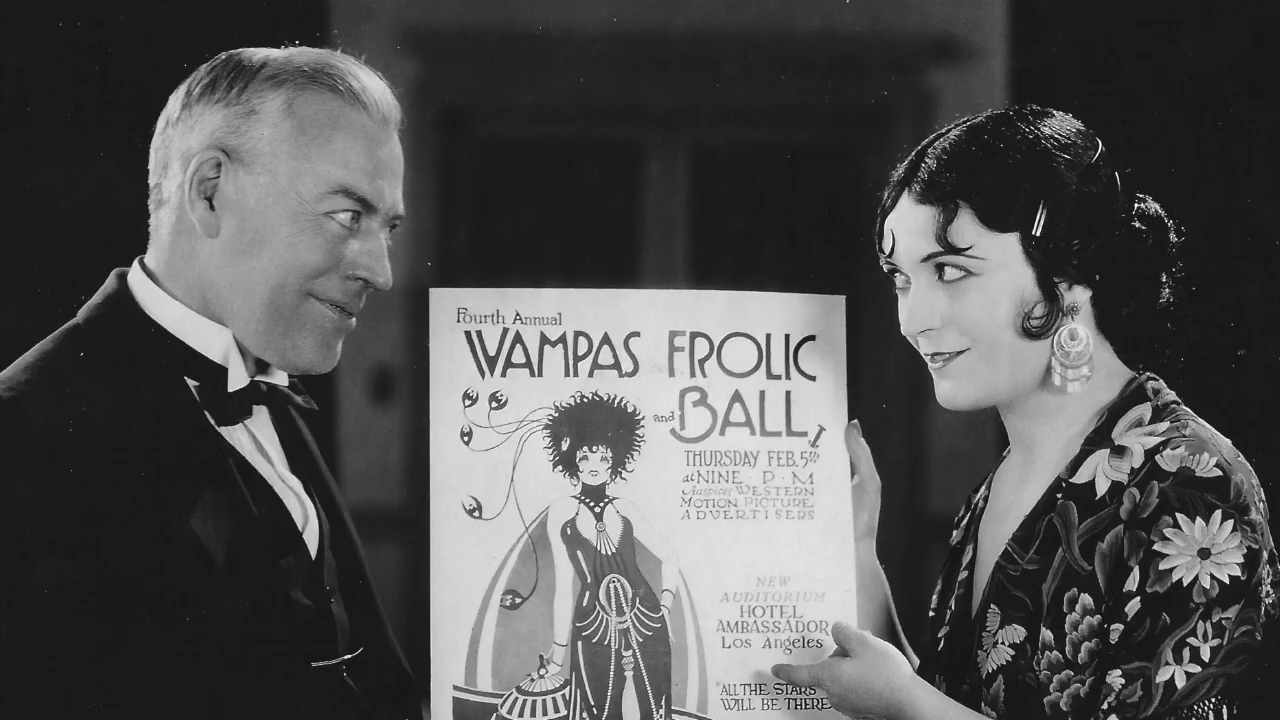 Fourth Annual
WAMPAS FROLIC
and BALL
THURSDAY FEB. 5th
at NINE · P · M
Auspices WESTERN
MOTION PICTURE
ADVERTISERS
NEW
AUDITORIUM
HOTEL
AMBASSADOR
Los Angeles
"ALL THE STARS
WILL BE THERE